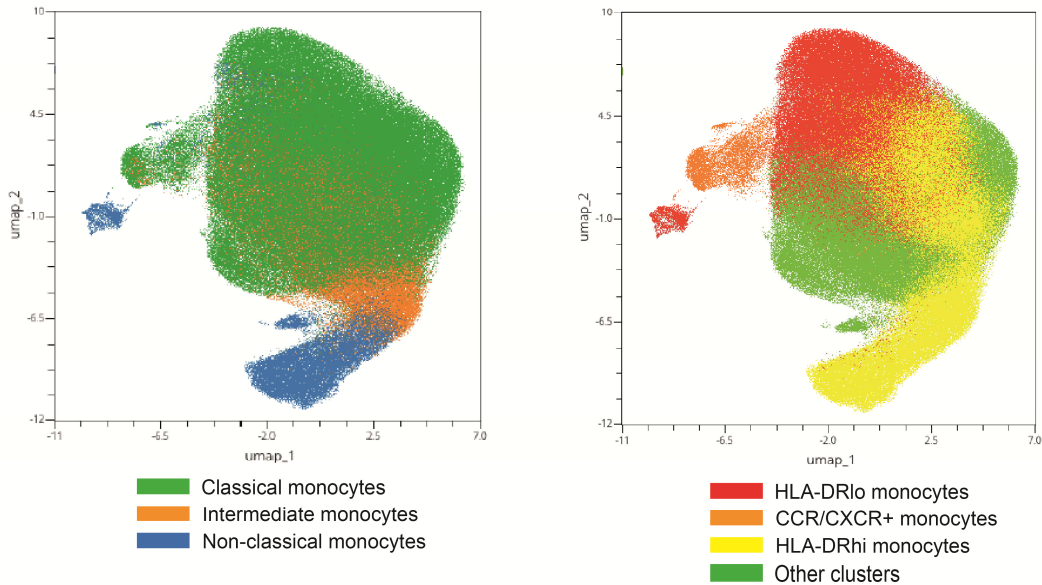 10
4.5
-1.0
-6.5
-12
umap_2
-11
-6.5
-2.0
2.5
7.0
umap_1
Classical monocytes
Intermediate monocytes
Non-classical monocytes
10
4.5
-1.0
-6.5
-12
umap_2
-11
-6.5
-2.0
2.5
7.0
umap_1
HLA-DRlo monocytes
CCR/CXCR+ monocytes
HLA-DRhi monocytes
Other clusters